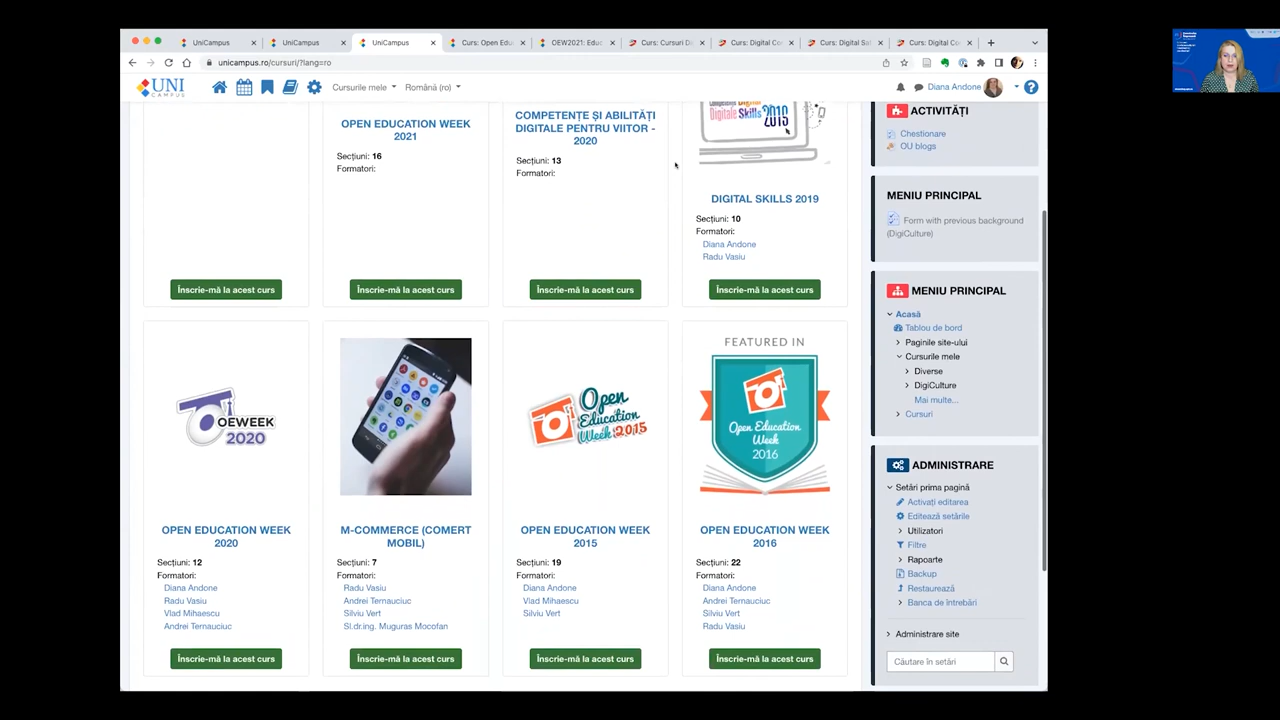 UniCampus
UniCampus
UniCampus
Curs: Open Edu
OEW2021: Educ
Curs: Cursuri Di
Curs: Digital Co
Curs: Digital Sa
Curs: Digital Co
unicampus.ro/cursuri/?lang=ro
UNI
CAMPUS
Cursurile mele
Română (ro)
Diana Andone
OPEN EDUCATION WEEK
2021
Secțiuni: 16
Formatori:
Înscrie-mă la acest curs
Înscrie-mă la acest curs
COMPETENȚE ȘI ABILITĂȚI
DIGITALE PENTRU VIITOR -
2020
Secțiuni: 13
Formatori:
Înscrie-mă la acest curs
Digitale Skills
DIGITAL SKILLS 2019
Secțiuni: 10
Formatori:
Diana Andone
Radu Vasiu
Înscrie-mă la acest curs
OEWEEK
2020
OPEN EDUCATION WEEK
2020
Secțiuni: 12
Formatori:
Diana Andone
Radu Vasiu
Vlad Mihaescu
Andrei Ternauciuc
Înscrie-mă la acest curs
M-COMMERCE (COMERT
MOBIL)
Secțiuni: 7
Formatori:
Radu Vasiu
Andrei Ternauciuc
Silviu Vert
Sl.dr.ing. Muguras Mocofan
Înscrie-mă la acest curs
Open
Education
Week 2015
OPEN EDUCATION WEEK
2015
Secțiuni: 19
Formatori:
Diana Andone
Vlad Mihaescu
Silviu Vert
Înscrie-mă la acest curs
FEATURED IN
Open Education
Week
2016
OPEN EDUCATION WEEK
2016
Secțiuni: 22
Formatori:
Diana Andone
Andrei Ternauciuc
Silviu Vert
Radu Vasiu
Înscrie-mă la acest curs
ACTIVITĂȚI
Chestionare
OU blogs
MENIU PRINCIPAL
Form with previous background
(DigiCulture)
MENIU PRINCIPAL
Acasă
Tablou de bord
Paginile site-ului
Cursurile mele
Diverse
DigiCulture
Mai multe...
Cursuri
ADMINISTRARE
Setări prima pagină
Activați editarea
Editează setările
Utilizatori
Filtre
Rapoarte
Backup
Restaurează
Banca de întrebări
Administrare site
Căutare în setări